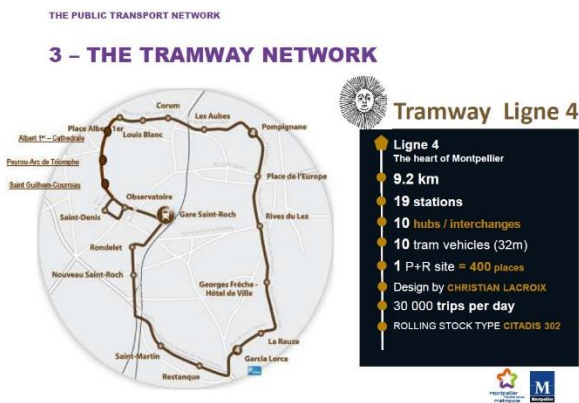 THE PUBLIC TRANSPORT NETWORK
3 – THE TRAMWAY NETWORK
Corum
Les Aubes
Place Albert 1er
Louis Blanc
Pompignane
Albert 1er – Cathédrale
Peyrou-Arc de Triomphe
Place de l'Europe
Saint Guilhem-Courreau
Observatoire
Saint-Denis
Gare Saint-Roch
Rives du Lez
Rondelet
Nouveau Saint-Roch
Georges Frêche -
Hôtel de Ville
La Rauze
Saint-Martin
Garcia Lorca
Restanque
Tramway Ligne 4
Ligne 4
The heart of Montpellier
9.2 km
19 stations
10 hubs / interchanges
10 tram vehicles (32m)
1 P+R site = 400 places
Design by CHRISTIAN LACROIX
30 000 trips per day
ROLLING STOCK TYPE CITADIS 302
montpellier
métropole
M
Montpellier